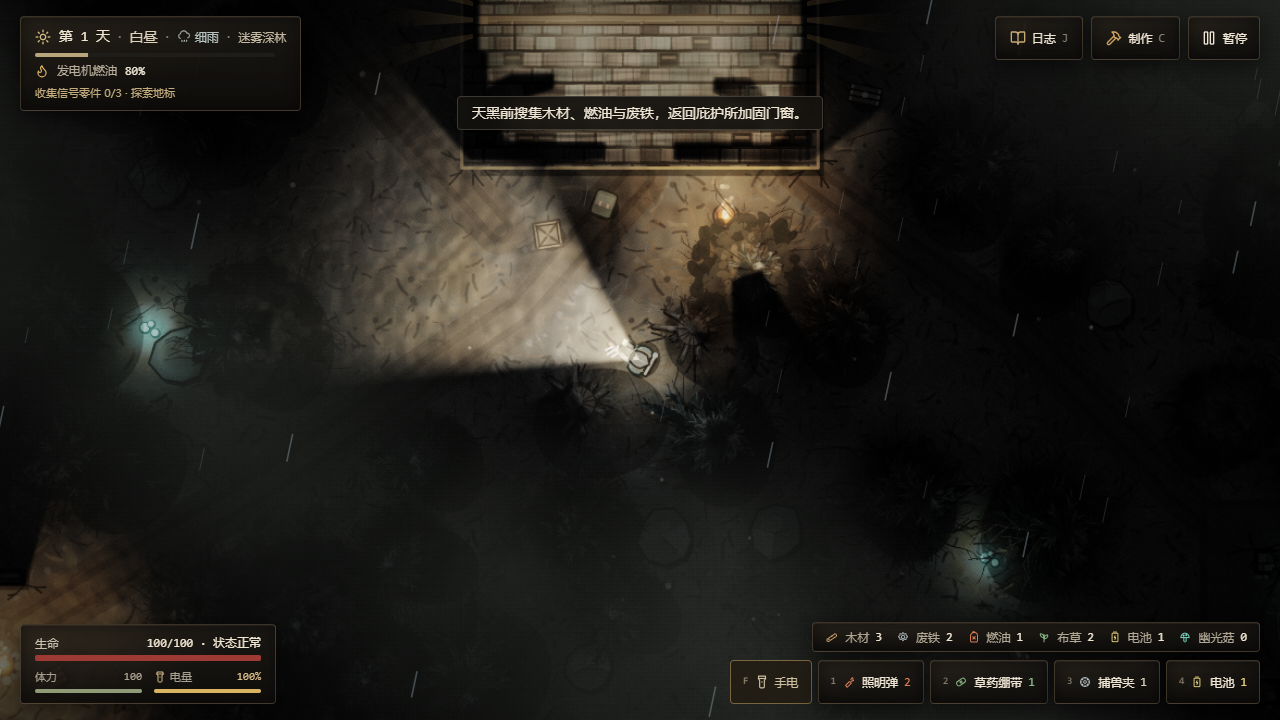 第 1 天 · 白昼 · 细雨 · 迷雾深林
发电机燃油 80%
收集信号零件 0/3 · 探索地标
日志 J
制作 C
暂停
天黑前搜集木材、燃油与废铁，返回庇护所加固门窗。
生命 100/100 · 状态正常
体力 100 电量 100%
木材 3 废铁 2 燃油 1 布草 2 电池 1 幽光菇 0
F 手电
1 照明弹 2
2 草药绷带 1
3 捕兽夹 1
4 电池 1